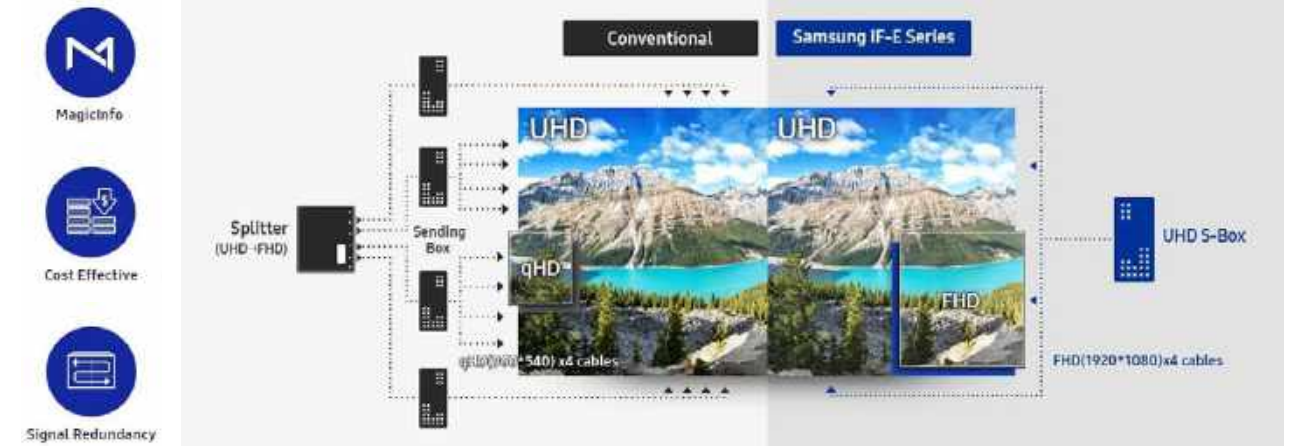 MagicInfo
Cost Effective
Signal Redundancy
Conventional
Samsung IF-E Series
UHD
UHD
Splitter
(UHD→FHD)
Sending
Box
qHD
FHD
UHD S-Box
*540) x4 cables
FHD(1920*1080)x4 cables